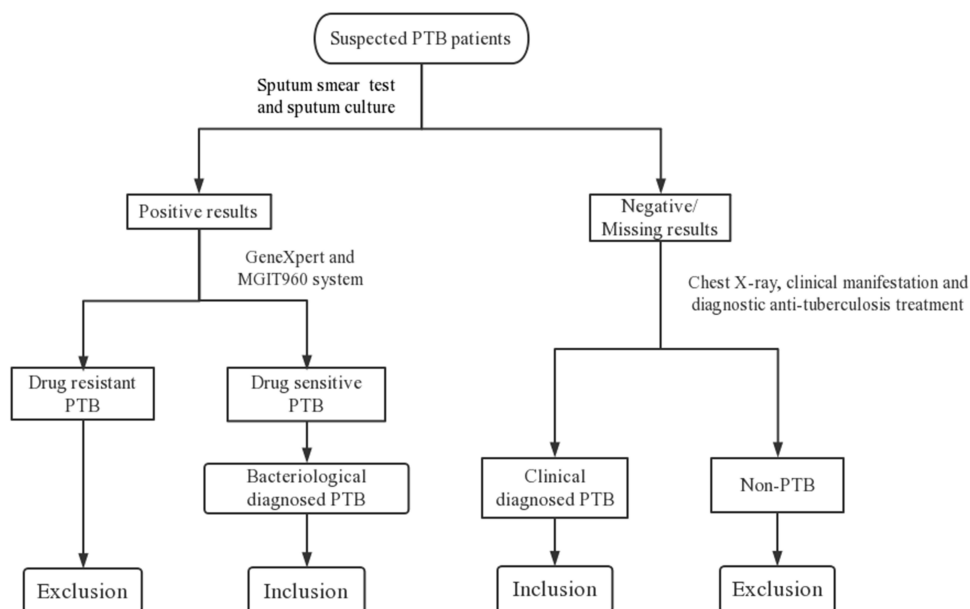 Suspected PTB patients
Sputum smear test
and sputum culture
Positive results
Negative/
Missing results
GeneXpert and
MGIT960 system
Chest X-ray, clinical manifestation and
diagnostic anti-tuberculosis treatment
Drug resistant
PTB
Drug sensitive
PTB
Bacteriological
diagnosed PTB
Clinical
diagnosed PTB
Non-PTB
Exclusion
Inclusion
Inclusion
Exclusion